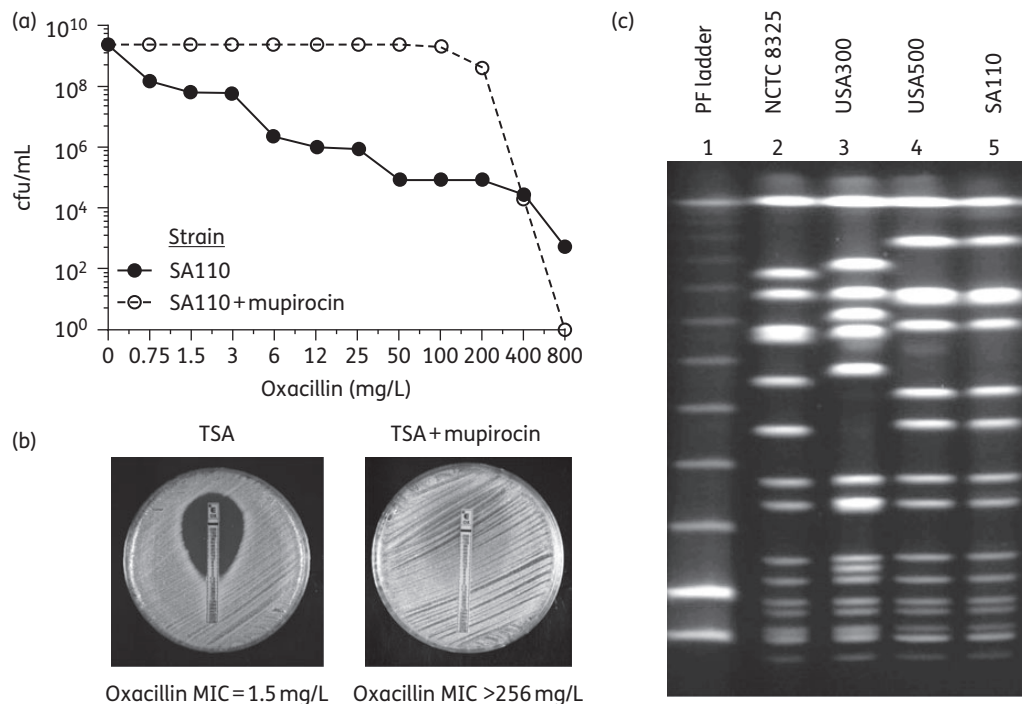 (a)
10^10
10^8
10^6
10^4
10^2
10^0
cfu/mL
Strain
SA110
SA110 + mupirocin
0 0.75 1.5 3 6 12 25 50 100 200 400 800
Oxacillin (mg/L)
(b)
TSA
TSA + mupirocin
Oxacillin MIC = 1.5 mg/L
Oxacillin MIC >256 mg/L
(c)
PF ladder
NCTC 8325
USA300
USA500
SA110
1 2 3 4 5